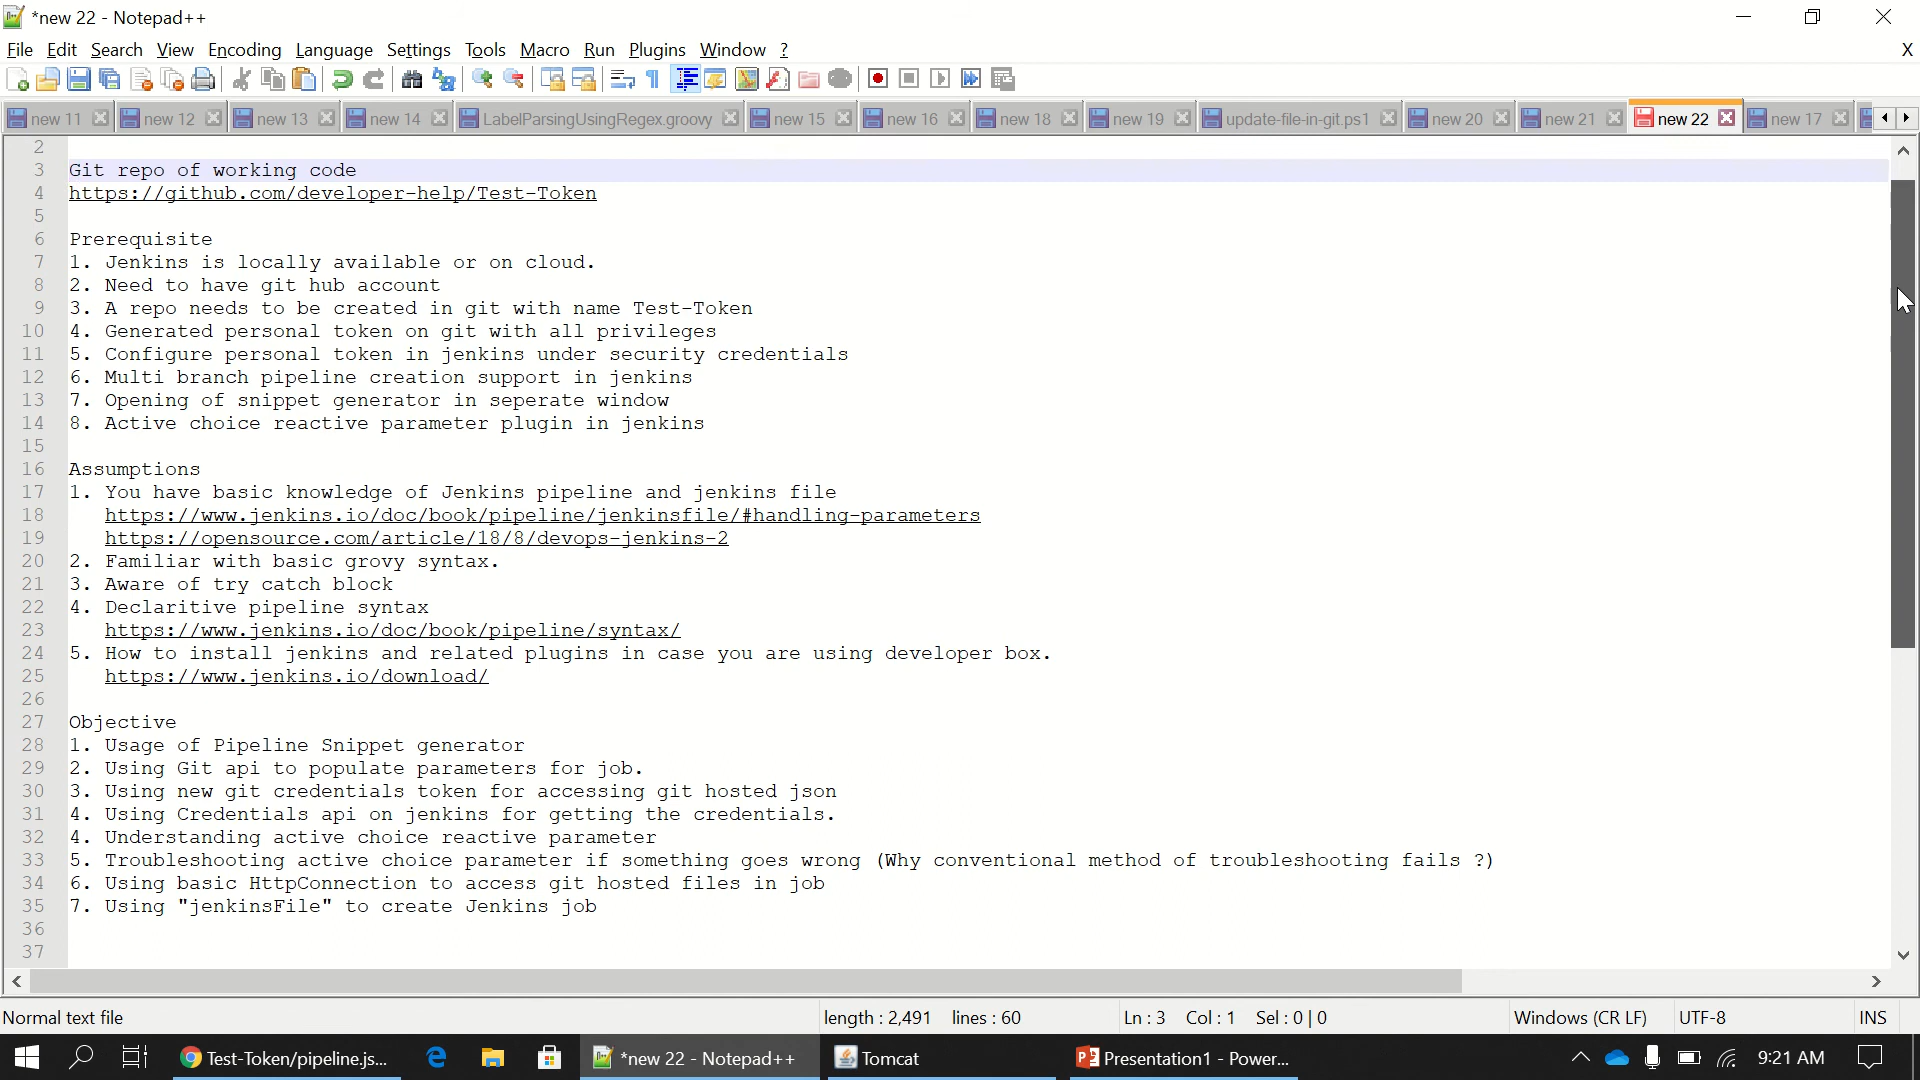 *new 22 - Notepad++
File Edit Search View Encoding Language Settings Tools Macro Run Plugins Window ?
X
new 11 new 12 new 13 new 14 LabelParsingUsingRegex.groovy new 15 new 16 new 18 new 19 update-file-in-git.ps1 new 20 new 21 new 22 new 17
2
3 Git repo of working code
4 https://github.com/developer-help/Test-Token
5
6 Prerequisite
7 1. Jenkins is locally available or on cloud.
8 2. Need to have git hub account
9 3. A repo needs to be created in git with name Test-Token
10 4. Generated personal token on git with all privileges
11 5. Configure personal token in jenkins under security credentials
12 6. Multi branch pipeline creation support in jenkins
13 7. Opening of snippet generator in seperate window
14 8. Active choice reactive parameter plugin in jenkins
15
16 Assumptions
17 1. You have basic knowledge of Jenkins pipeline and jenkins file
18 https://www.jenkins.io/doc/book/pipeline/jenkinsfile/#handling-parameters
19 https://opensource.com/article/18/8/devops-jenkins-2
20 2. Familiar with basic grovy syntax.
21 3. Aware of try catch block
22 4. Declaritive pipeline syntax
23 https://www.jenkins.io/doc/book/pipeline/syntax/
24 5. How to install jenkins and related plugins in case you are using developer box.
25 https://www.jenkins.io/download/
26
27 Objective
28 1. Usage of Pipeline Snippet generator
29 2. Using Git api to populate parameters for job.
30 3. Using new git credentials token for accessing git hosted json
31 4. Using Credentials api on jenkins for getting the credentials.
32 4. Understanding active choice reactive parameter
33 5. Troubleshooting active choice parameter if something goes wrong (Why conventional method of troubleshooting fails ?)
34 6. Using basic HttpConnection to access git hosted files in job
35 7. Using "jenkinsFile" to create Jenkins job
36
37
Normal text file length : 2,491 lines : 60 Ln : 3 Col : 1 Sel : 0 | 0 Windows (CR LF) UTF-8 INS
Test-Token/pipeline.js... *new 22 - Notepad++ Tomcat Presentation1 - Power... 9:21 AM